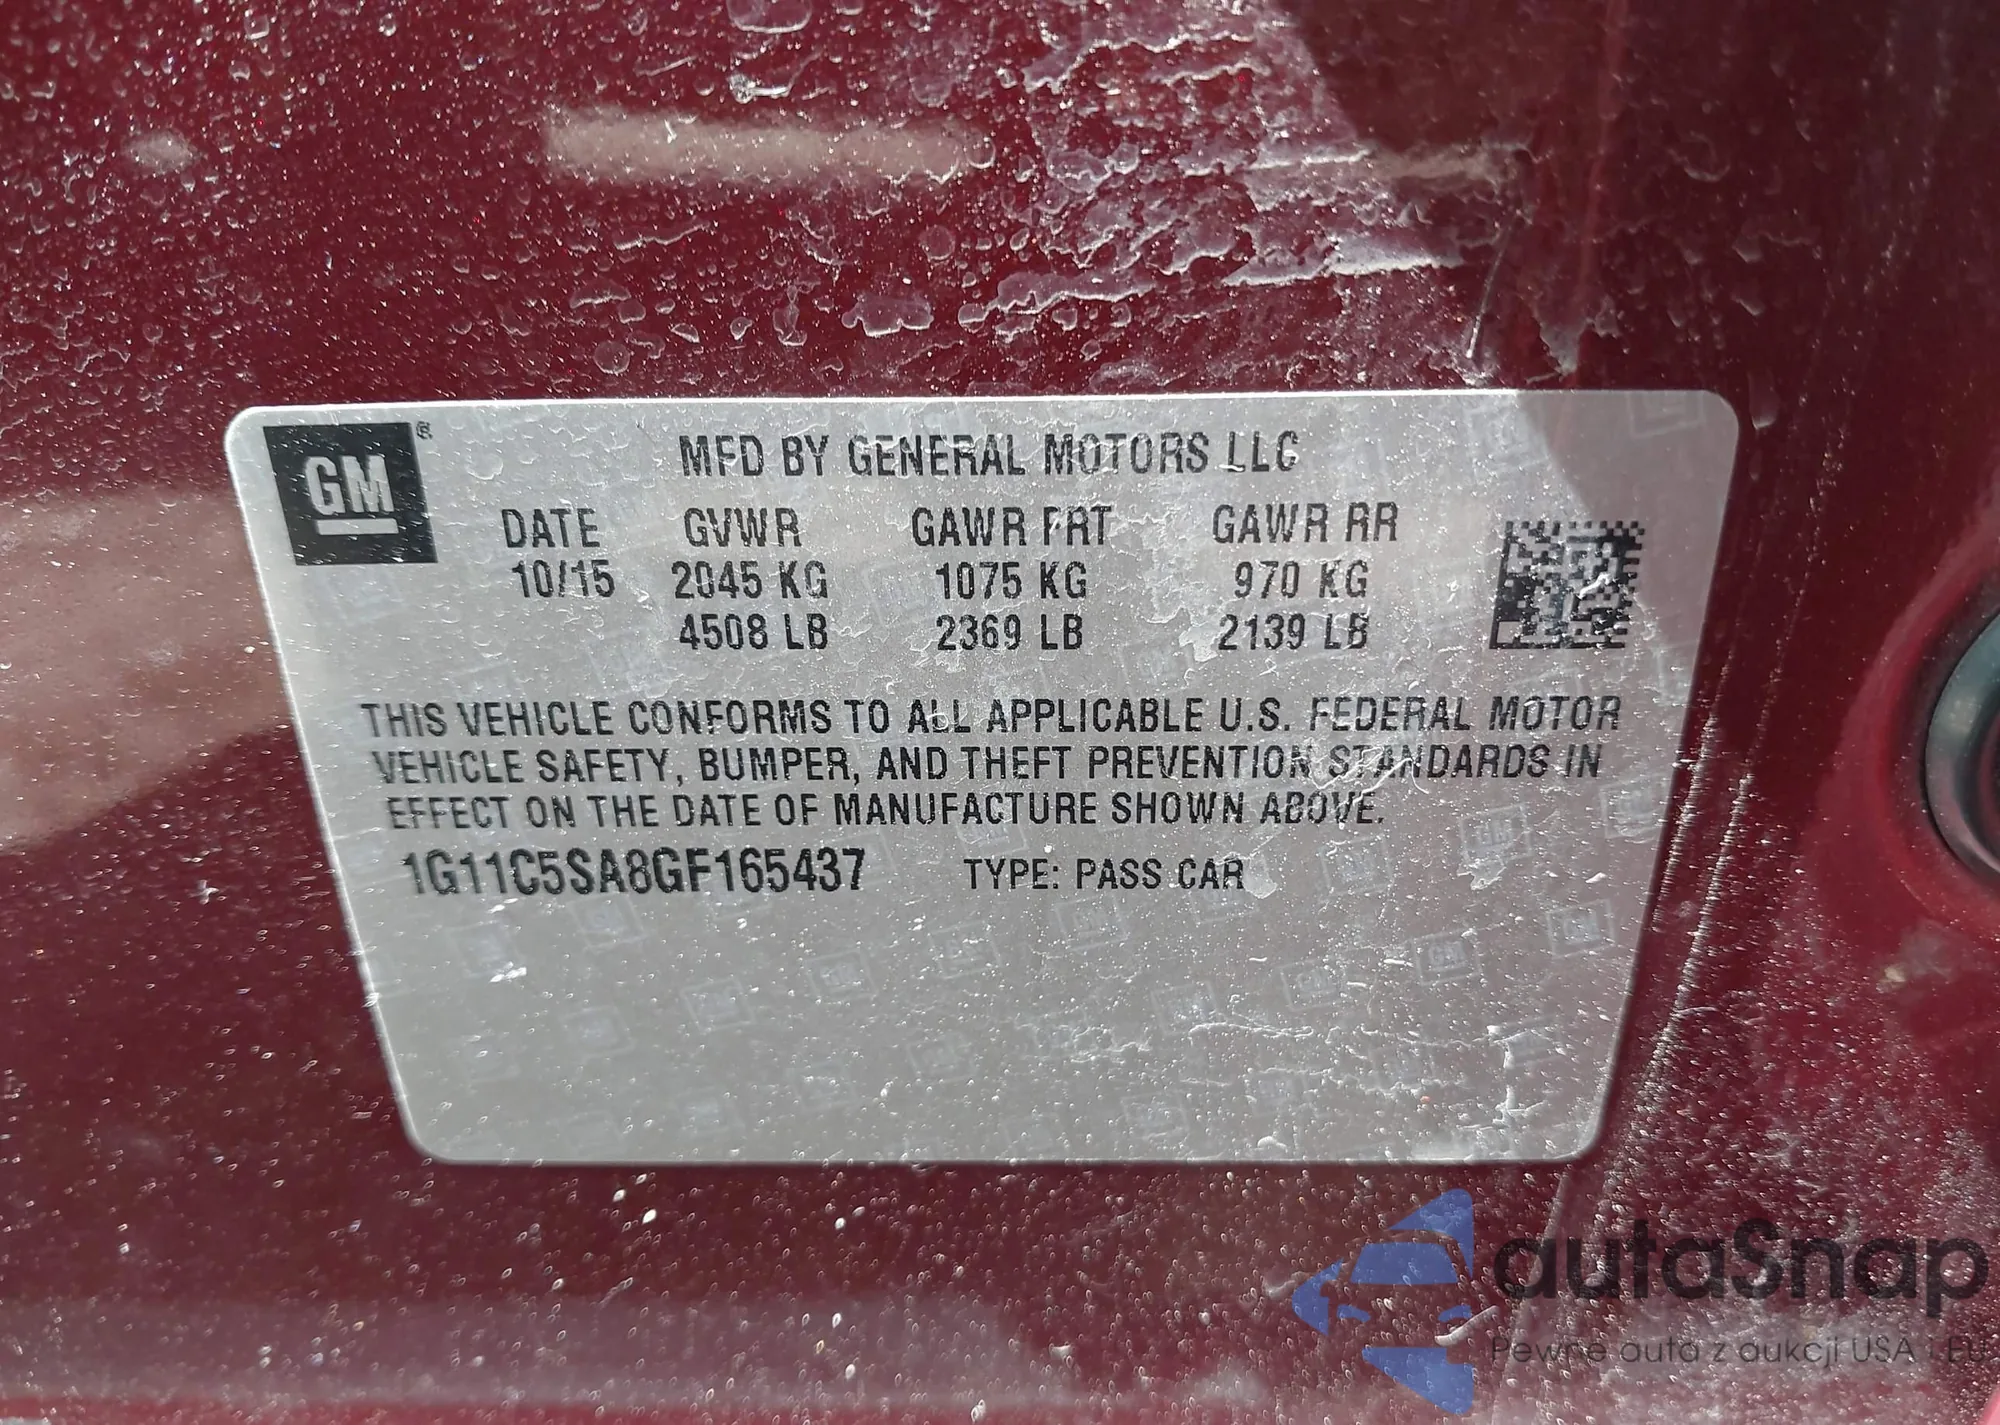 GM ®
MFD BY GENERAL MOTORS LLC
DATE GVWR GAWR FRT GAWR RR
10/15 2045 KG 1075 KG 970 KG
4508 LB 2369 LB 2139 LB
THIS VEHICLE CONFORMS TO ALL APPLICABLE U.S. FEDERAL MOTOR
VEHICLE SAFETY, BUMPER, AND THEFT PREVENTION STANDARDS IN
EFFECT ON THE DATE OF MANUFACTURE SHOWN ABOVE.
1G11C5SA8GF165437 TYPE: PASS CAR
autaSnap
Pewne auta z aukcji USA i EU